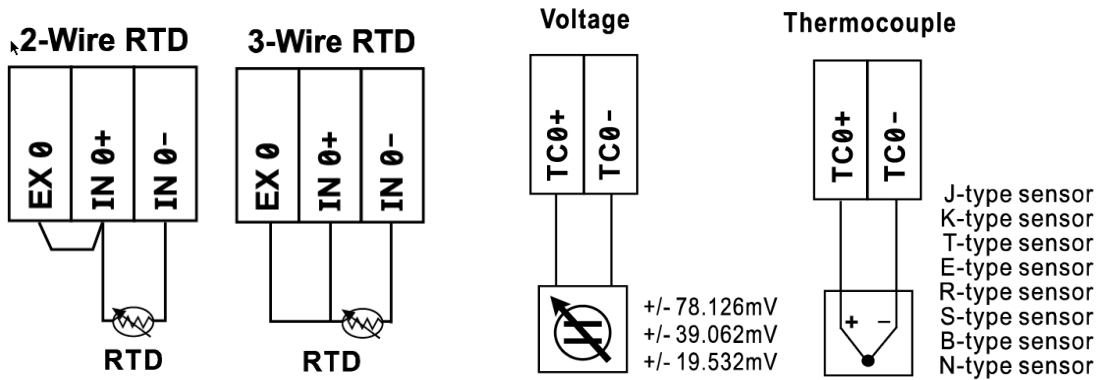 2-Wire RTD
EX 0
IN 0+
IN 0-
RTD
3-Wire RTD
EX 0
IN 0+
IN 0-
RTD
Voltage
TC0+
TC0-
+/- 78.126mV
+/- 39.062mV
+/- 19.532mV
Thermocouple
TC0+
TC0-
+ −
J-type sensor
K-type sensor
T-type sensor
E-type sensor
R-type sensor
S-type sensor
B-type sensor
N-type sensor